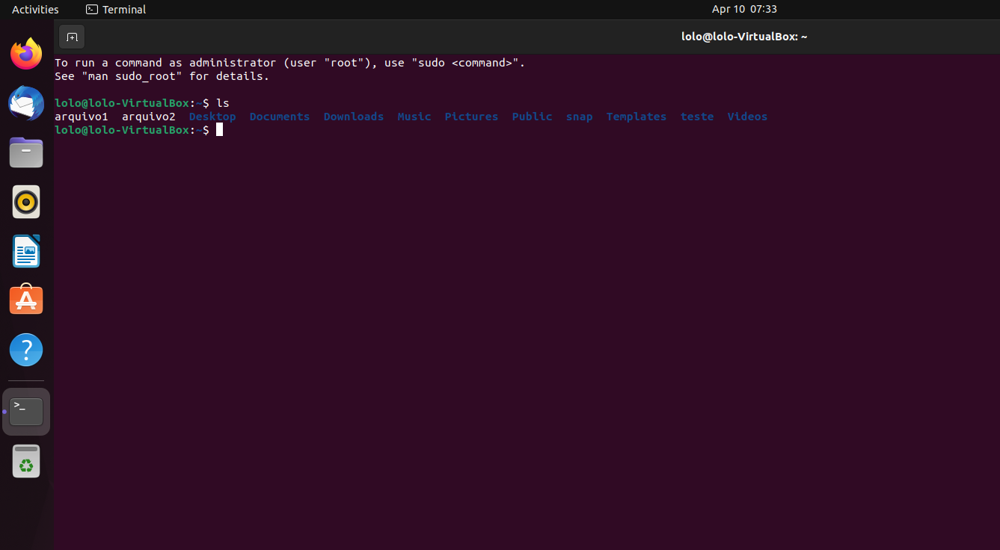 Activities Terminal Apr 10 07:33
lolo@lolo-VirtualBox: ~
To run a command as administrator (user "root"), use "sudo <command>".
See "man sudo_root" for details.
lolo@lolo-VirtualBox:~$ ls
arquivo1 arquivo2 Desktop Documents Downloads Music Pictures Public snap Templates teste Videos
lolo@lolo-VirtualBox:~$